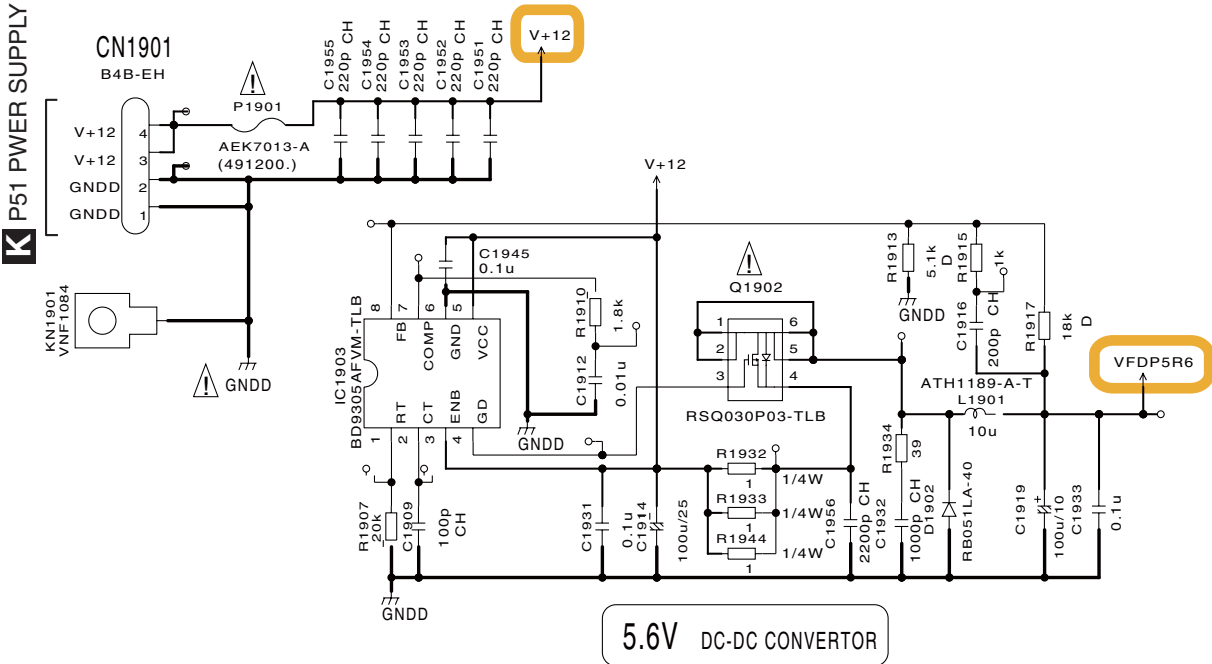 K P51 PWER SUPPLY
CN1901
B4B-EH
V+12 4
V+12 3
GNDD 2
GNDD 1
P1901
AEK7013-A
(491200.)
C1955
220p CH
C1954
220p CH
C1953
220p CH
C1952
220p CH
C1951
220p CH
V+12
KN1901
VNF1084
GNDD
V+12
C1945
0.1u
R1910
1.8k
C1912
0.01u
GNDD
IC1903
BD9305AFVM-TLB
8 7 6 5
FB COMP GND VCC
RT CT ENB GD
1 2 3 4
R1907
20k
C1909
100p
CH
GNDD
Q1902
1 6
2 5
3 4
RSQ030P03-TLB
C1931
0.1u
C1914
100u/25
R1932
1 1/4W
R1933
1 1/4W
R1944
1 1/4W
C1956
2200p CH
R1913
5.1k
D
GNDD
R1915
1k
C1916
200p CH
R1917
18k
D
VFDP5R6
ATH1189-A-T
L1901
10u
R1934
39
C1932
1000p CH
D1902
RB051LA-40
C1919
100u/10
C1933
0.1u
5.6V DC-DC CONVERTOR